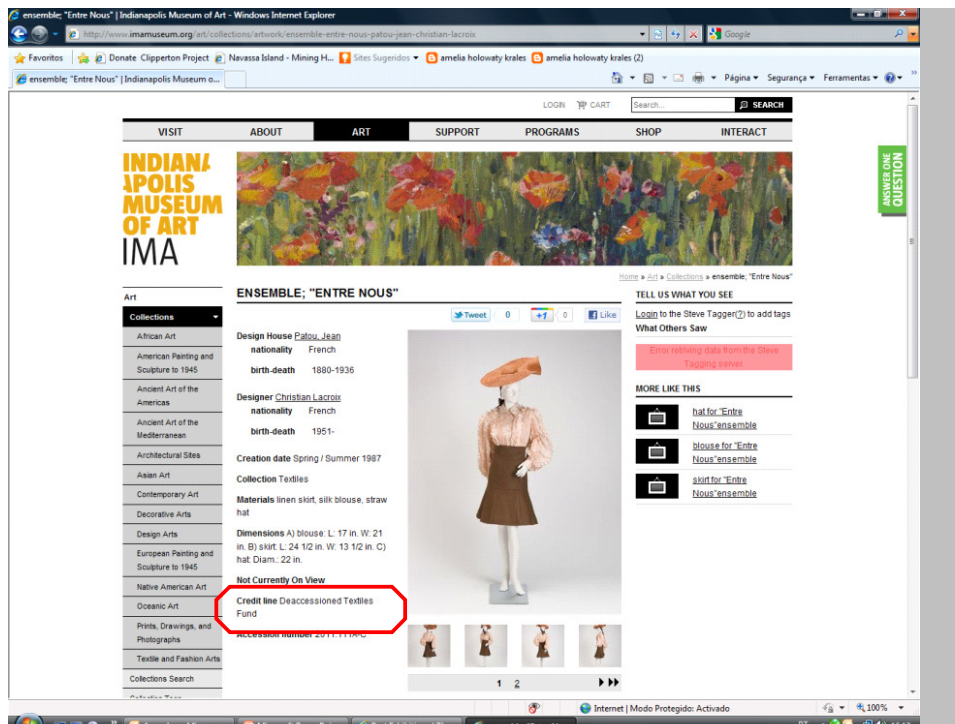 ensemble; "Entre Nous" | Indianapolis Museum of Art - Windows Internet Explorer
http://www.imamuseum.org/art/collections/artwork/ensemble-entre-nous-patou-jean-christian-lacroix
Google
Favoritos
Donate Clipperton Project
Navassa Island - Mining H...
Sites Sugeridos
amelia holowaty krales
amelia holowaty krales (2)
ensemble; "Entre Nous" | Indianapolis Museum o...
Página
Segurança
Ferramentas
LOGIN
CART
Search...
SEARCH
VISIT
ABOUT
ART
SUPPORT
PROGRAMS
SHOP
INTERACT
INDIANA
APOLIS
MUSEUM
OF ART
IMA
ANSWER ONE
QUESTION
Home » Art » Collections » ensemble; "Entre Nous"
Art
Collections
African Art
American Painting and
Sculpture to 1945
Ancient Art of the
Americas
Ancient Art of the
Mediterranean
Architectural Sites
Asian Art
Contemporary Art
Decorative Arts
Design Arts
European Painting and
Sculpture to 1945
Native American Art
Oceanic Art
Prints, Drawings, and
Photographs
Textile and Fashion Arts
Collections Search
ENSEMBLE; "ENTRE NOUS"
Tweet 0
+1 0
Like
Design House Patou, Jean
nationality French
birth-death 1880-1936
Designer Christian Lacroix
nationality French
birth-death 1951-
Creation date Spring / Summer 1987
Collection Textiles
Materials linen skirt, silk blouse, straw
hat
Dimensions A) blouse: L: 17 in. W: 21
in. B) skirt: L: 24 1/2 in. W: 13 1/2 in. C)
hat: Diam.: 22 in.
Not Currently On View
Credit line Deaccessioned Textiles
Fund
Accession number 2011.111A-C
1 2
TELL US WHAT YOU SEE
Login to the Steve Tagger(?) to add tags
What Others Saw
Error retriving data from the Steve
Tagging server.
MORE LIKE THIS
hat for "Entre
Nous"ensemble
blouse for "Entre
Nous"ensemble
skirt for "Entre
Nous"ensemble
Internet | Modo Protegido: Activado
100%
PT